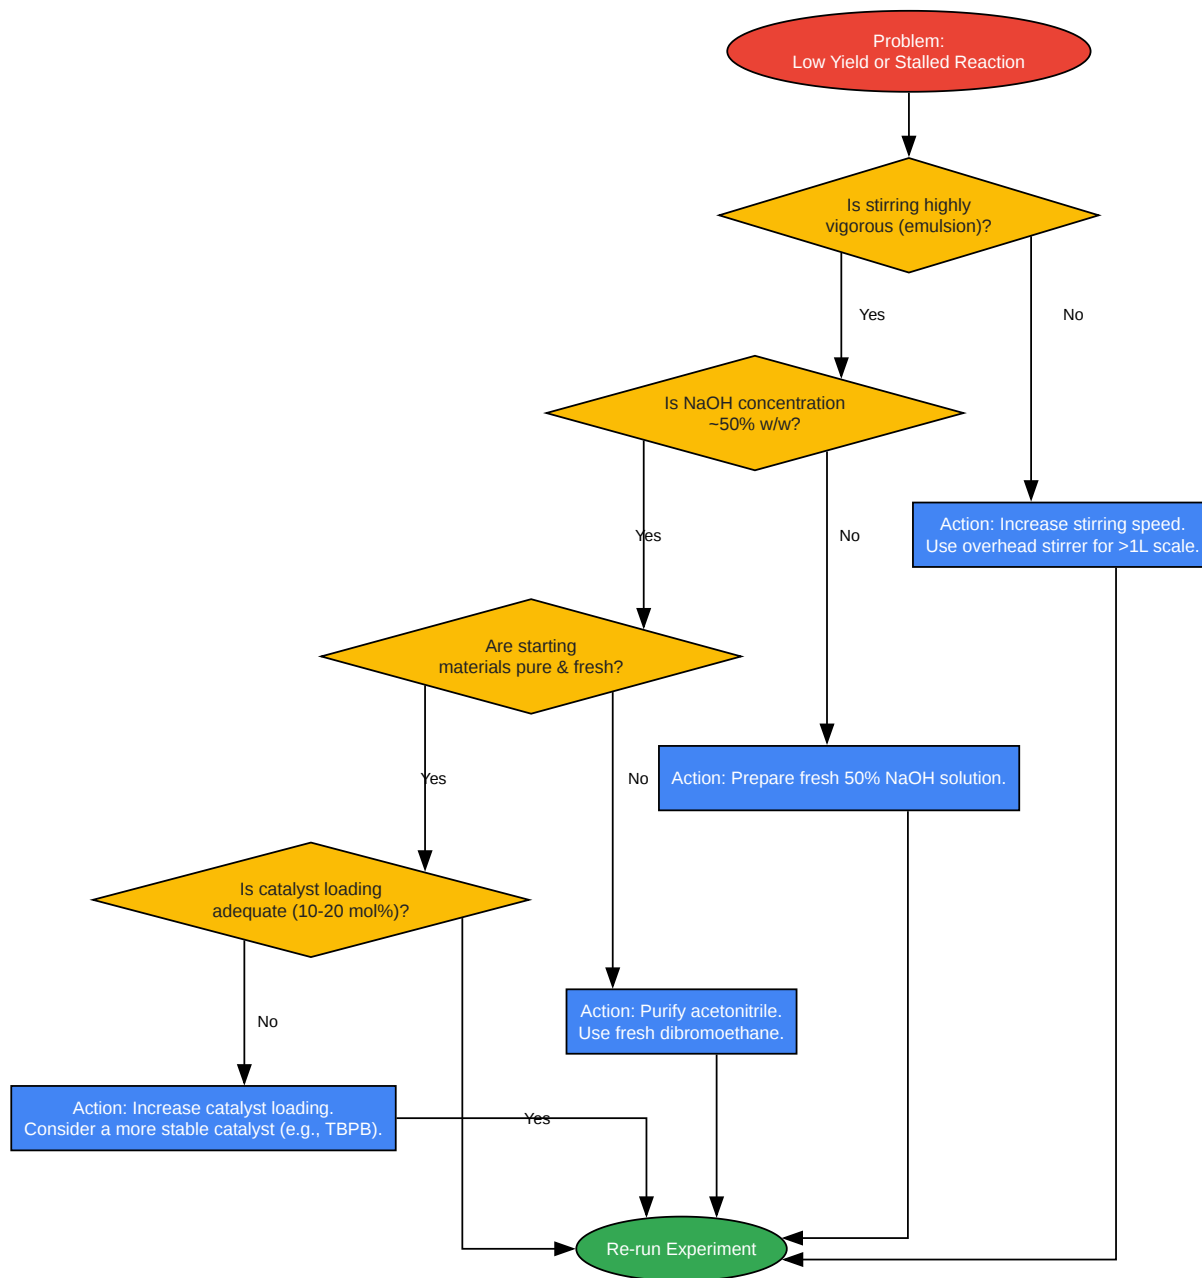 Problem:
Low Yield or Stalled Reaction
Is stirring highly
vigorous (emulsion)?
Yes
No
Is NaOH concentration
~50% w/w?
Yes
No
Action: Increase stirring speed.
Use overhead stirrer for >1L scale.
Are starting
materials pure & fresh?
Yes
No
Action: Prepare fresh 50% NaOH solution.
Is catalyst loading
adequate (10-20 mol%)?
No
Action: Purify acetonitrile.
Use fresh dibromoethane.
Action: Increase catalyst loading.
Consider a more stable catalyst (e.g., TBPB).
Yes
Re-run Experiment